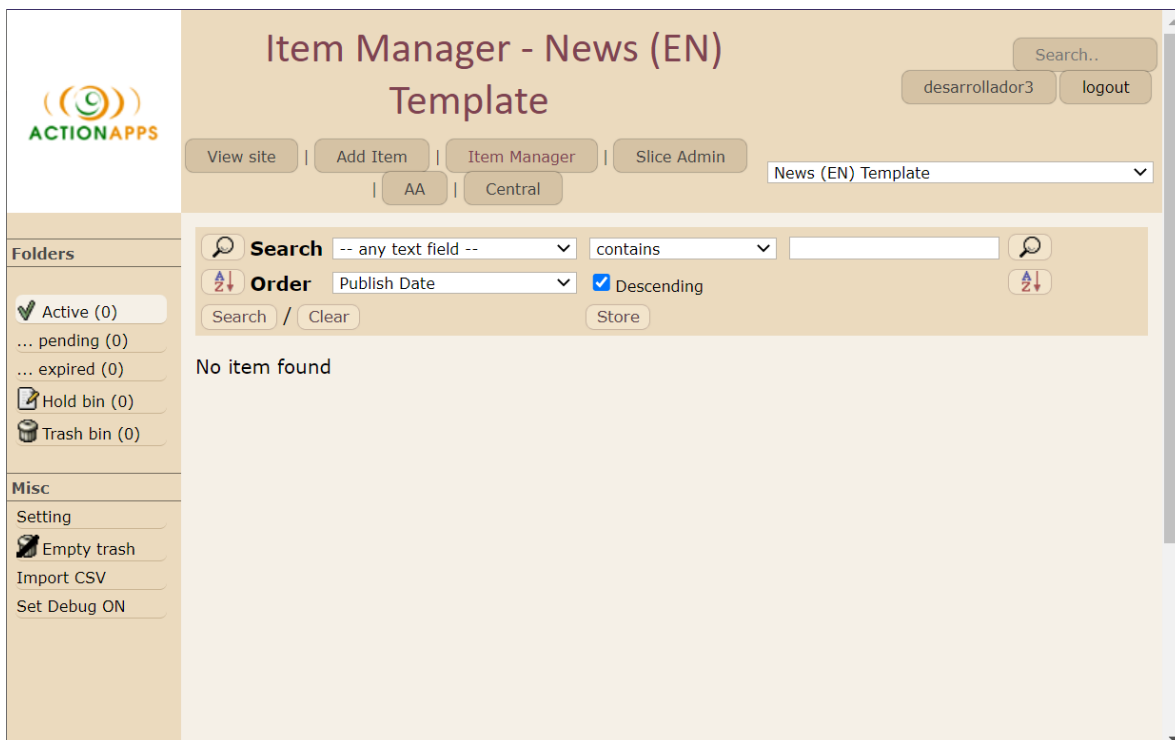 Item Manager - News (EN)
Template
Search..
desarrollador3 logout
((9))
ACTIONAPPS
View site | Add Item | Item Manager | Slice Admin
| AA | Central
News (EN) Template
Folders
Active (0)
... pending (0)
... expired (0)
Hold bin (0)
Trash bin (0)
Misc
Setting
Empty trash
Import CSV
Set Debug ON
Search -- any text field -- contains
Order Publish Date Descending
Search / Clear Store
No item found